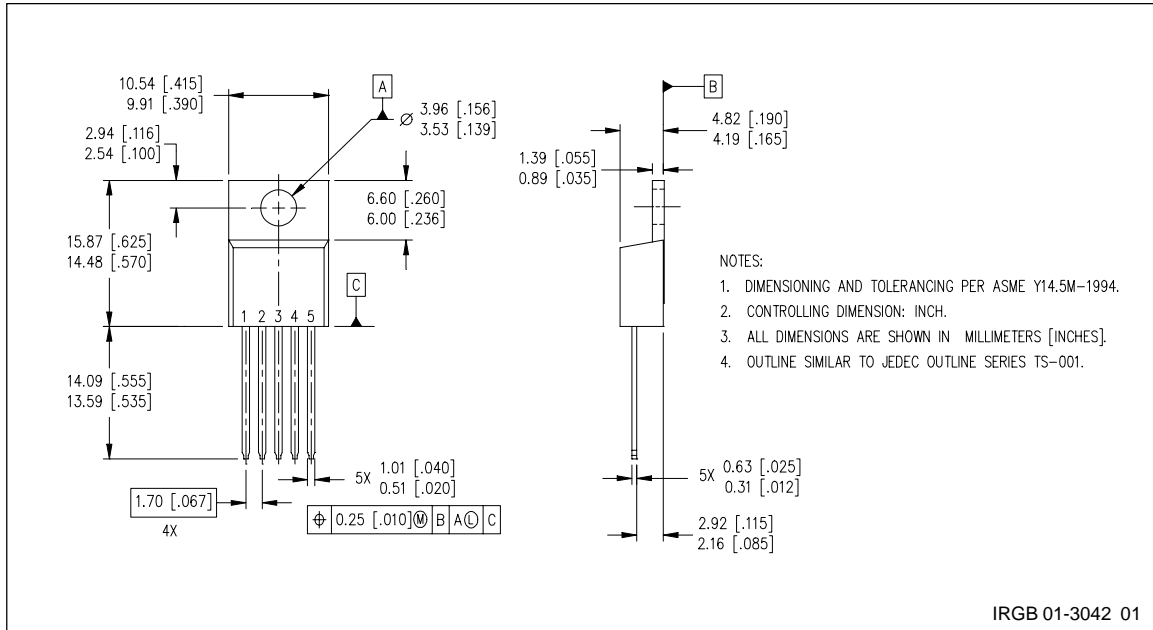 10.54 [.415]
9.91 [.390]
A
⌀ 3.96 [.156]
3.53 [.139]
2.94 [.116]
2.54 [.100]
6.60 [.260]
6.00 [.236]
15.87 [.625]
14.48 [.570]
C
1 2 3 4 5
14.09 [.555]
13.59 [.535]
5X 1.01 [.040]
0.51 [.020]
1.70 [.067]
4X
⌖ 0.25 [.010]Ⓜ B AⓁ C
B
4.82 [.190]
4.19 [.165]
1.39 [.055]
0.89 [.035]
NOTES:
1. DIMENSIONING AND TOLERANCING PER ASME Y14.5M-1994.
2. CONTROLLING DIMENSION: INCH.
3. ALL DIMENSIONS ARE SHOWN IN MILLIMETERS [INCHES].
4. OUTLINE SIMILAR TO JEDEC OUTLINE SERIES TS-001.
5X 0.63 [.025]
0.31 [.012]
2.92 [.115]
2.16 [.085]
IRGB 01-3042 01